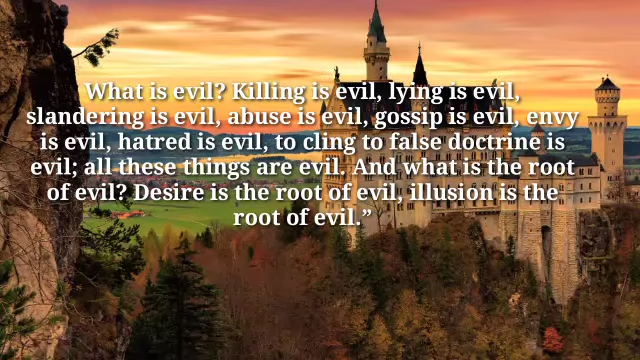 What is evil? Killing is evil, lying is evil,
slandering is evil, abuse is evil, gossip is evil, envy
is evil, hatred is evil, to cling to false doctrine is
evil; all these things are evil. And what is the root
of evil? Desire is the root of evil, illusion is the
root of evil.”